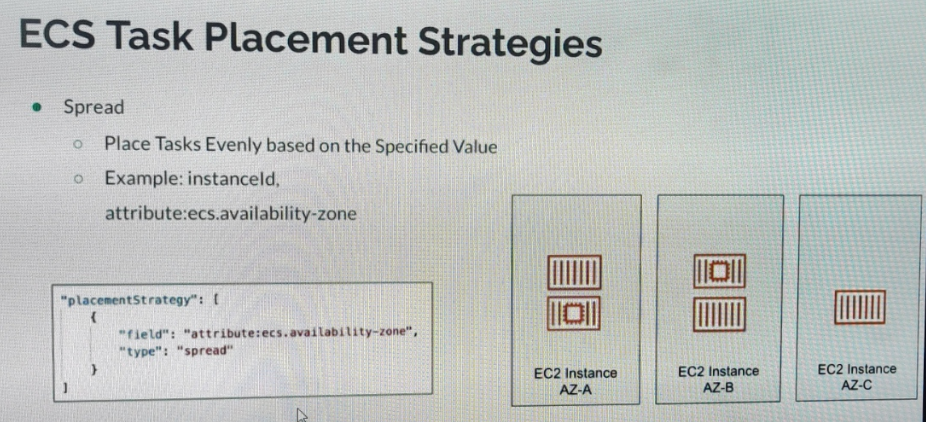 ECS Task Placement Strategies
Spread
Place Tasks Evenly based on the Specified Value
Example: instanceId,
attribute:ecs.availability-zone
"placementStrategy": [
{
"field": "attribute:ecs.availability-zone",
"type": "spread"
}
]
EC2 Instance
AZ-A
EC2 Instance
AZ-B
EC2 Instance
AZ-C